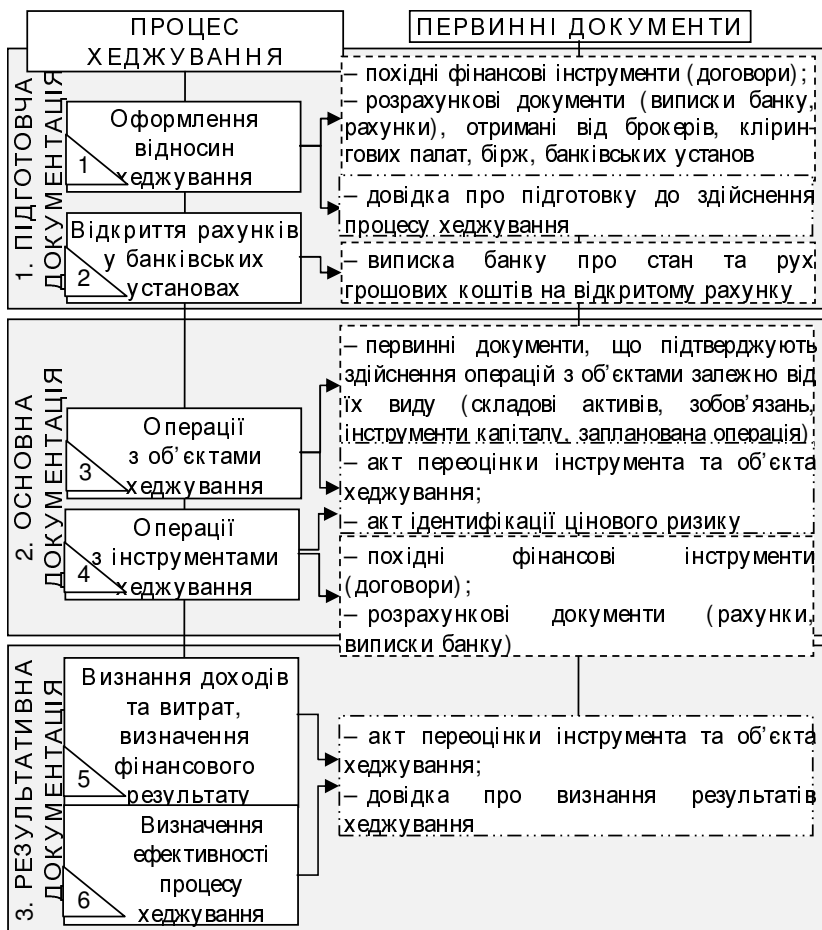 ПРОЦЕС
ХЕДЖУВАННЯ
ПЕРВИННІ ДОКУМЕНТИ
1. ПІДГОТОВЧА
ДОКУМЕНТАЦІЯ
Оформлення
відносин
хеджування
1
– похідні фінансові інструменти (договори);
– розрахункові документи (виписки банку,
рахунки), отримані від брокерів, клірин-
гових палат, бірж, банківських установ
– довідка про підготовку до здійснення
процесу хеджування
Відкриття рахунків
у банківських
установах
2
– виписка банку про стан та рух
грошових коштів на відкритого рахунку
2. ОСНОВНА
ДОКУМЕНТАЦІЯ
– первинні документи, що підтверджують
здійснення операцій з об’єктами залежно від
їх виду (складові активів, зобов’язань,
інструменти капіталу, запланована операція)
Операції
з об’єктами
хеджування
3
– акт переоцінки інструмента та об’єкта
хеджування;
– акт ідентифікації цінового ризику
Операції
з інструментами
хеджування
4
– похідні фінансові інструменти
(договори);
– розрахункові документи (рахунки,
виписки банку)
3. РЕЗУЛЬТАТИВНА
ДОКУМЕНТАЦІЯ
Визнання доходів
та витрат,
визначення
фінансового
результату
5
– акт переоцінки інструмента та об’єкта
хеджування;
– довідка про визнання результатів
хеджування
Визначення
ефективності
процесу
хеджування
6